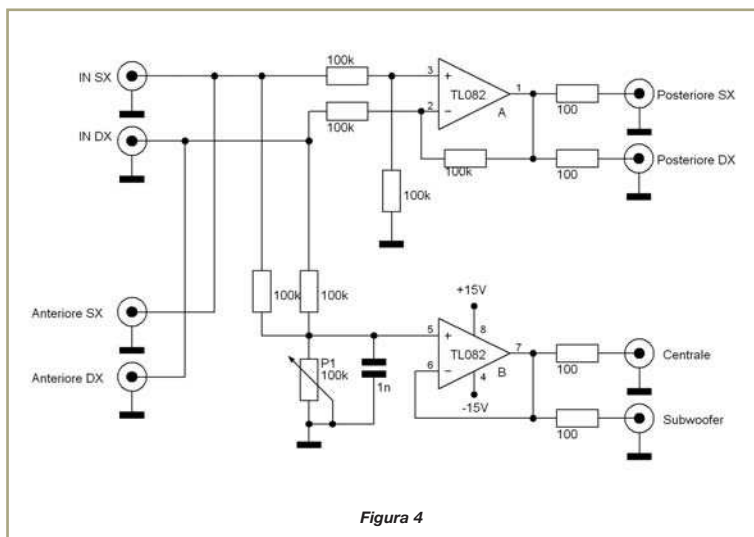 IN SX
IN DX
100k
100k
3
+
2
−
TL082
A
1
100
Posteriore SX
100
Posteriore DX
100k
100k
Anteriore SX
Anteriore DX
100k
100k
P1
100k
1n
+15V
5
+
8
6
−
TL082
B
7
4
-15V
100
Centrale
100
Subwoofer
Figura 4